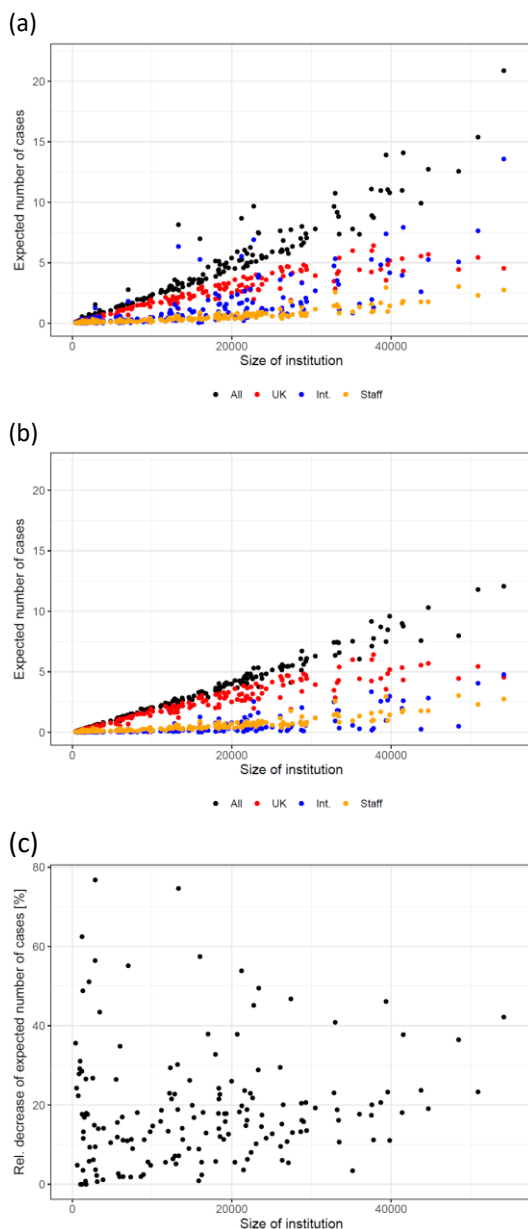 (a)
Expected number of cases
20
15
10
5
0
0 20000 40000
Size of institution
All UK Int. Staff
(b)
Expected number of cases
20
15
10
5
0
0 20000 40000
Size of institution
All UK Int. Staff
(c)
Rel. decrease of expected number of cases [%]
80
60
40
20
0
0 20000 40000
Size of institution